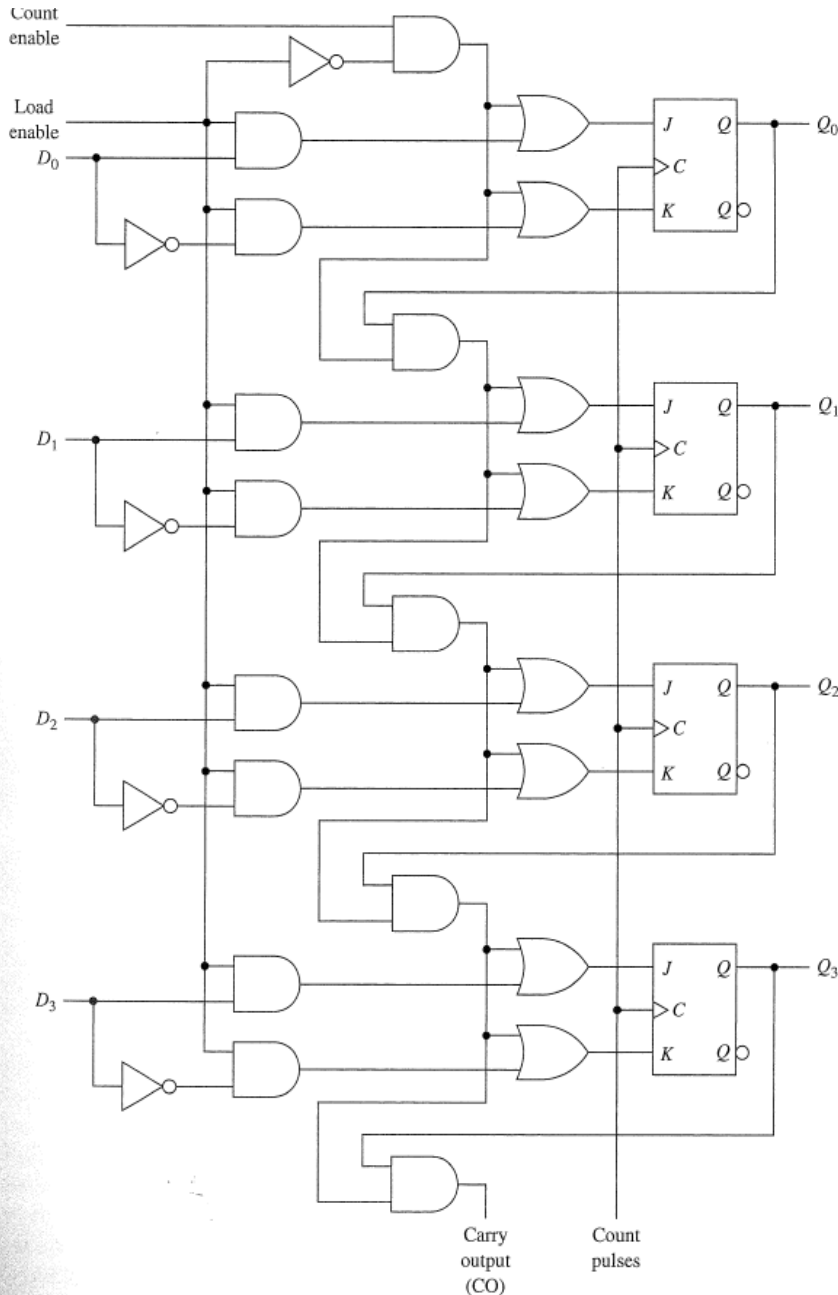 Count
enable
Load
enable
D₀
J
Q
Q₀
C
K
Q
D₁
J
Q
Q₁
C
K
Q
D₂
J
Q
Q₂
C
K
Q
D₃
J
Q
Q₃
C
K
Q
Carry
output
(CO)
Count
pulses